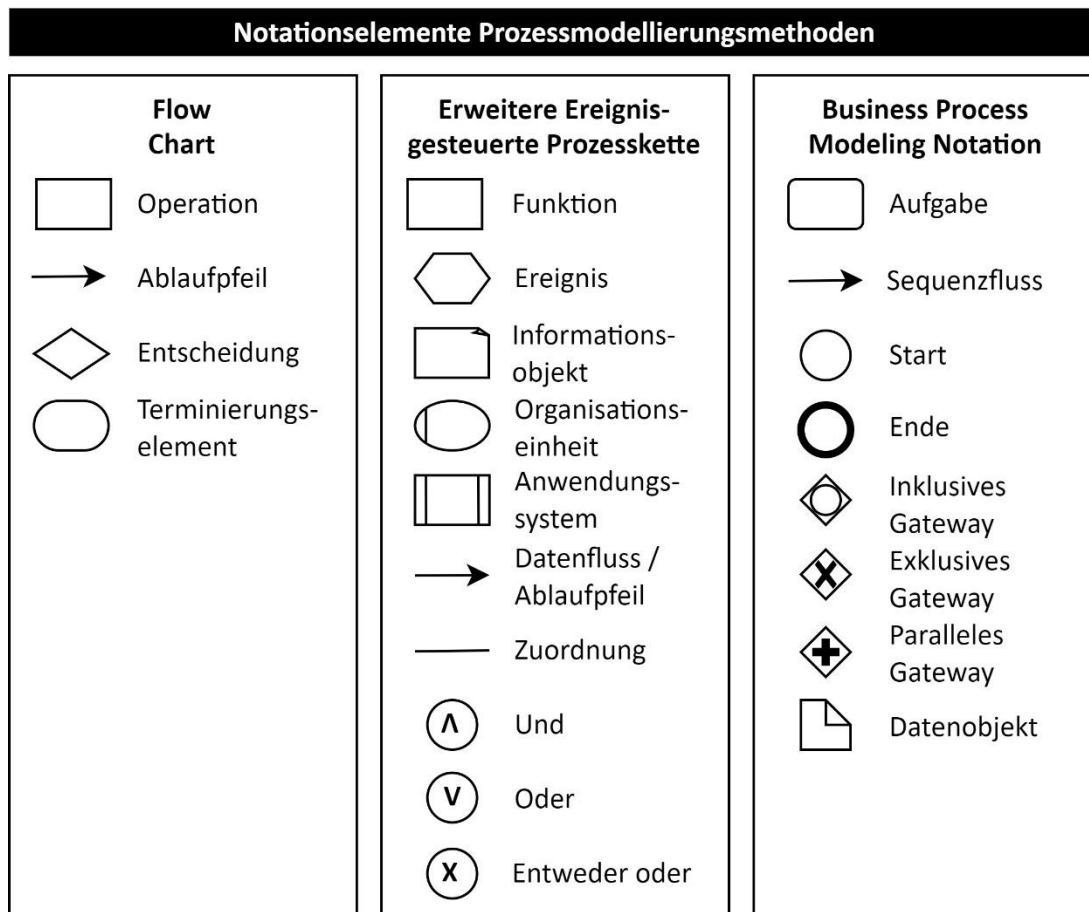 Notationselemente Prozessmodellierungsmethoden
Flow
Chart
Operation
Ablaufpfeil
Entscheidung
Terminierungs-
element
Erweitere Ereignis-
gesteuerte Prozesskette
Funktion
Ereignis
Informations-
objekt
Organisations-
einheit
Anwendungs-
system
Datenfluss /
Ablaufpfeil
Zuordnung
Λ Und
V Oder
X Entweder oder
Business Process
Modeling Notation
Aufgabe
Sequenzfluss
Start
Ende
Inklusives
Gateway
Exklusives
Gateway
Paralleles
Gateway
Datenobjekt